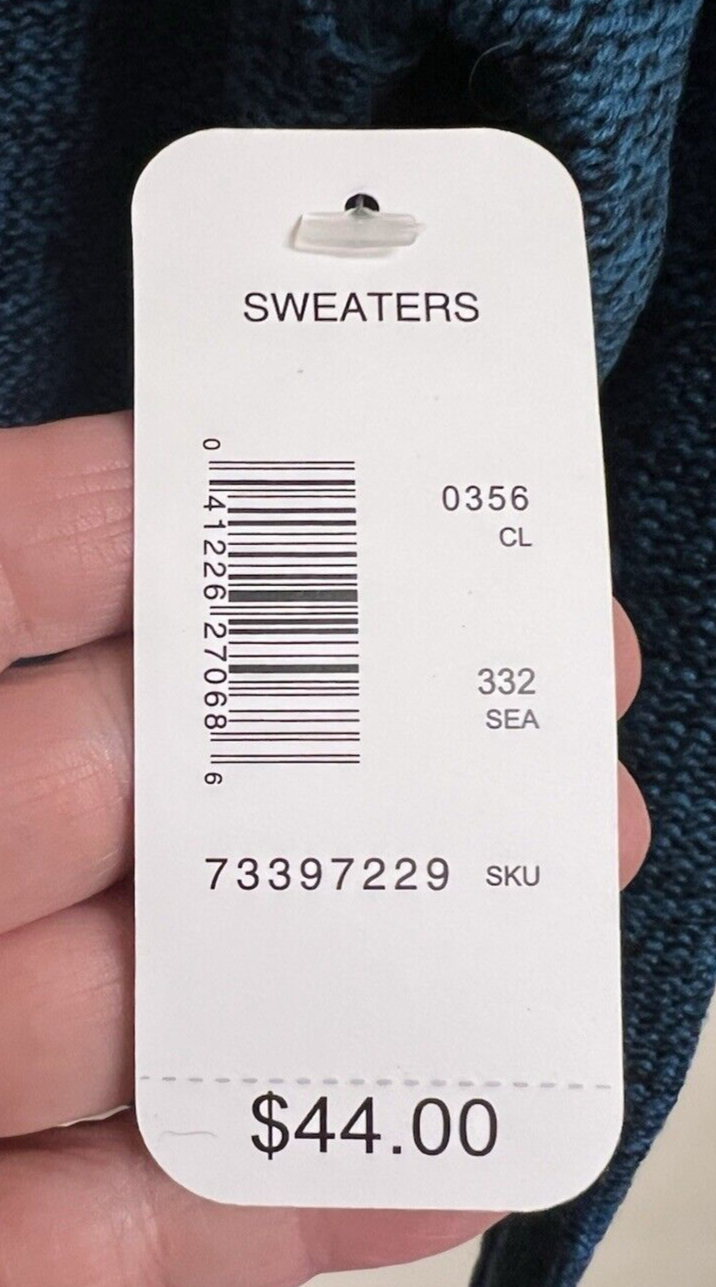 SWEATERS
0 41226 27068 6
0356
CL
332
SEA
73397229 SKU
$44.00